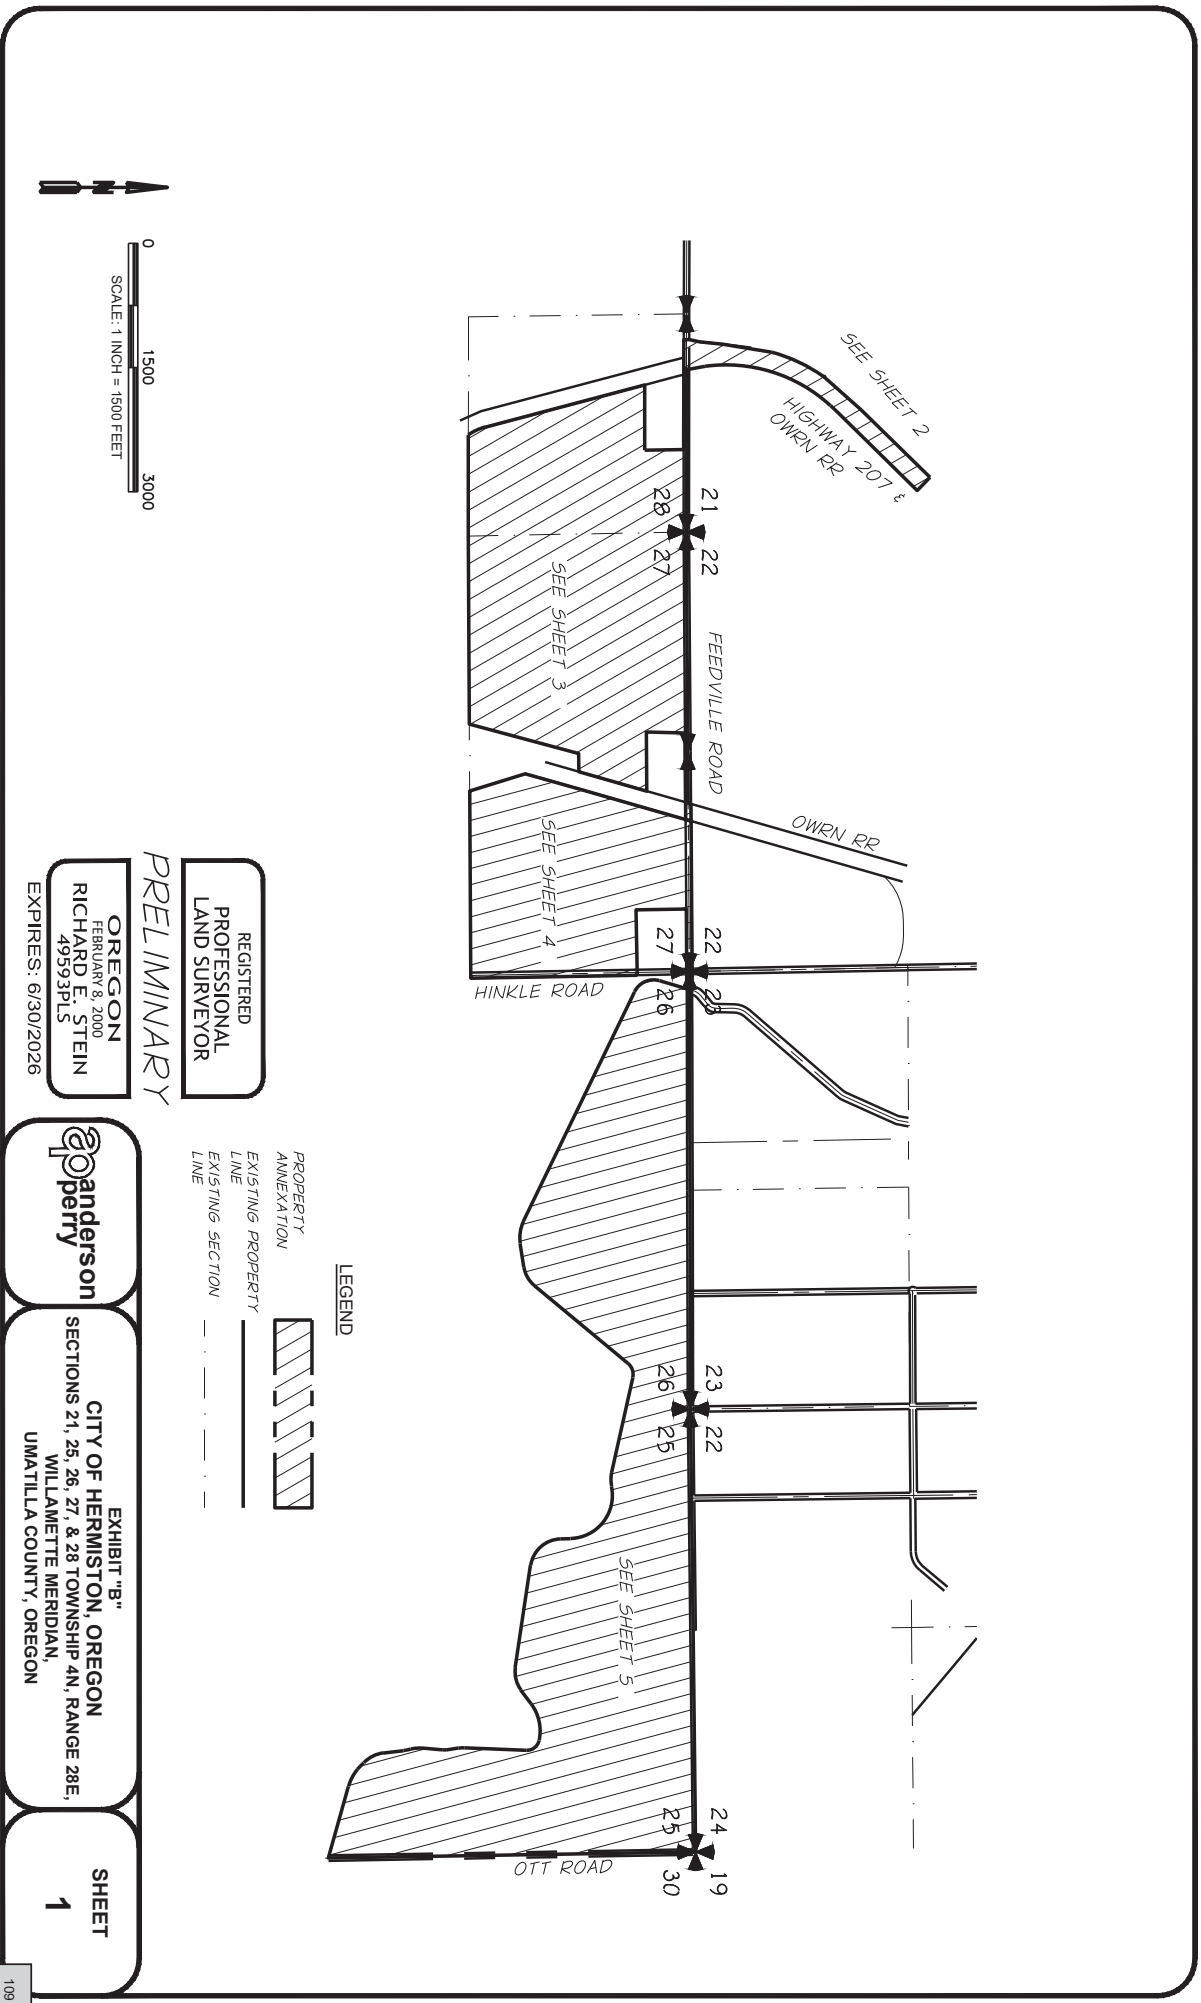 SEE SHEET 2
HIGHWAY 207 &
OWRN RR
21
22
28
27
FEEDVILLE ROAD
OWRN RR
22
23
27
26
23
22
26
25
24
19
25
30
SEE SHEET 3
SEE SHEET 4
HINKLE ROAD
SEE SHEET 5
OTT ROAD
N
0
1500
3000
SCALE: 1 INCH = 1500 FEET
LEGEND
PROPERTY
ANNEXATION
EXISTING PROPERTY
LINE
EXISTING SECTION
LINE
REGISTERED
PROFESSIONAL
LAND SURVEYOR
PRELIMINARY
OREGON
FEBRUARY 8, 2000
RICHARD E. STEIN
49593PLS
EXPIRES: 6/30/2026
ap
anderson
perry
EXHIBIT "B"
CITY OF HERMISTON, OREGON
SECTIONS 21, 25, 26, 27, & 28 TOWNSHIP 4N, RANGE 28E,
WILLAMETTE MERIDIAN,
UMATILLA COUNTY, OREGON
SHEET
1
109